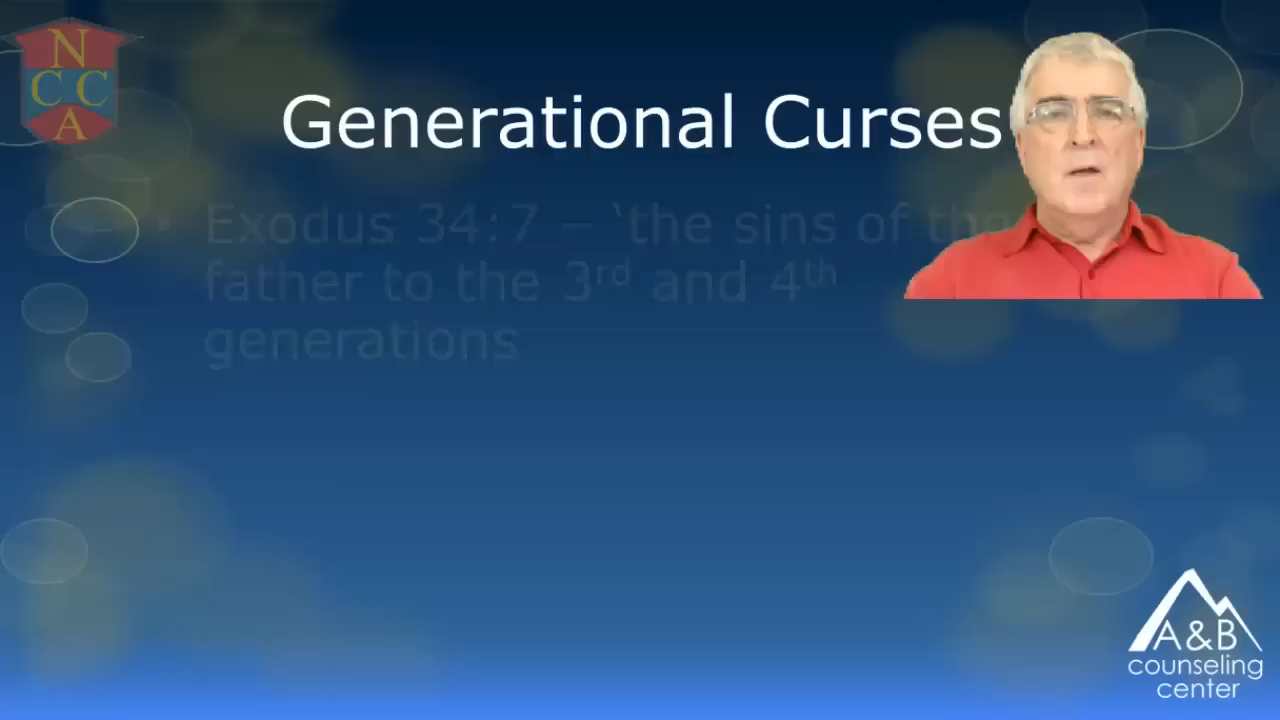 N
C C
A
Generational Curses
• Exodus 34:7 – ‘the sins of the
father to the 3rd and 4th
generations
A&B
counseling
center